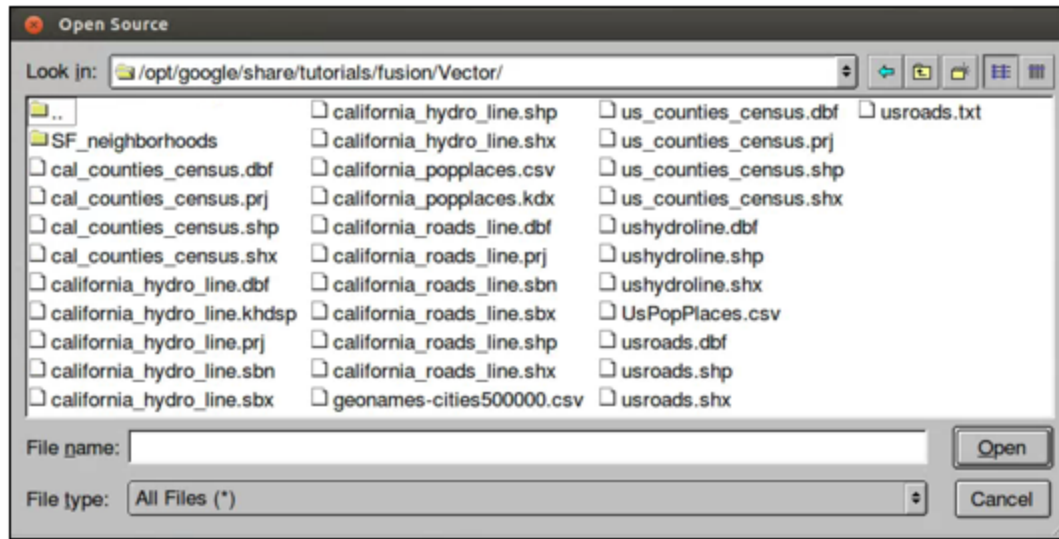 Open Source
Look in: /opt/google/share/tutorials/fusion/Vector/
..
SF_neighborhoods
cal_counties_census.dbf
cal_counties_census.prj
cal_counties_census.shp
cal_counties_census.shx
california_hydro_line.dbf
california_hydro_line.khdsp
california_hydro_line.prj
california_hydro_line.sbn
california_hydro_line.sbx
california_hydro_line.shp
california_hydro_line.shx
california_popplaces.csv
california_popplaces.kdx
california_roads_line.dbf
california_roads_line.prj
california_roads_line.sbn
california_roads_line.sbx
california_roads_line.shp
california_roads_line.shx
geonames-cities500000.csv
us_counties_census.dbf
us_counties_census.prj
us_counties_census.shp
us_counties_census.shx
ushydroline.dbf
ushydroline.shp
ushydroline.shx
UsPopPlaces.csv
usroads.dbf
usroads.shp
usroads.shx
usroads.txt
File name:
Open
File type: All Files (*)
Cancel